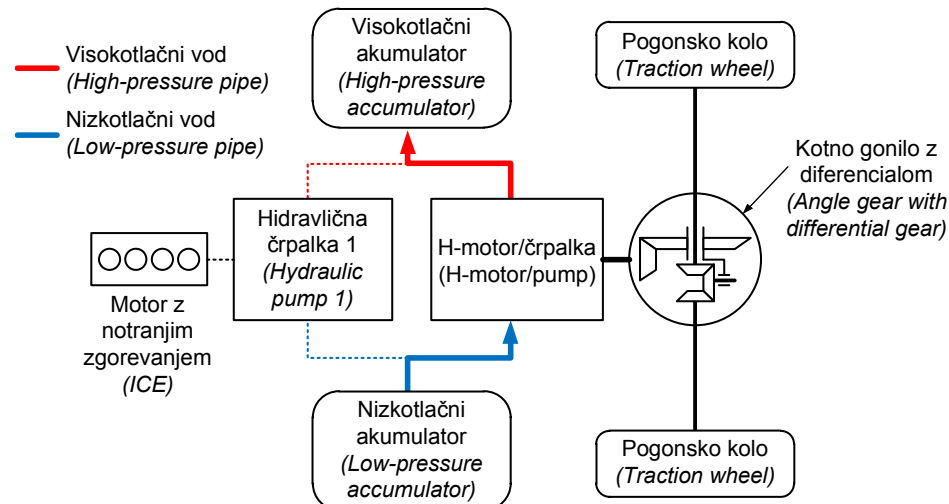 Visokotlačni vod
(High-pressure pipe)
Nizkotlačni vod
(Low-pressure pipe)
Visokotlačni
akumulator
(High-pressure
accumulator)
Pogonsko kolo
(Traction wheel)
Kotno gonilo z
diferencialom
(Angle gear with
differential gear)
Hidravlična
črpalka 1
(Hydraulic
pump 1)
H-motor/črpalka
(H-motor/pump)
Motor z
notranjim
zgorevanjem
(ICE)
Nizkotlačni
akumulator
(Low-pressure
accumulator)
Pogonsko kolo
(Traction wheel)